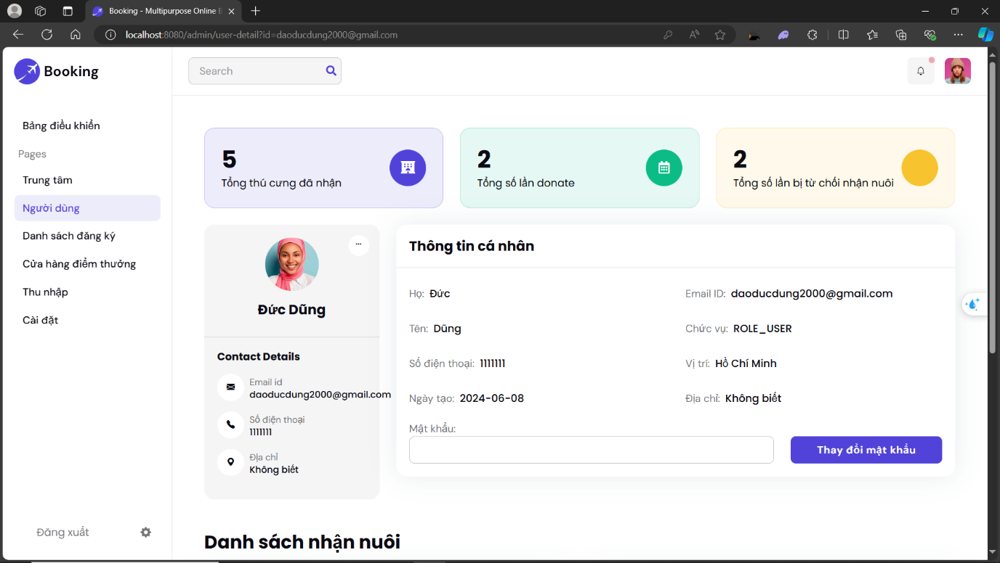 Booking - Multipurpose Online B
localhost:8080/admin/user-detail?id=daoducdung2000@gmail.com
Booking
Search
Bảng điều khiển
Pages
Trung tâm
Người dùng
Danh sách đăng ký
Cửa hàng điểm thưởng
Thu nhập
Cài đặt
Đăng xuất
5
Tổng thú cưng đã nhận
2
Tổng số lần donate
2
Tổng số lần bị từ chối nhận nuôi
Đức Dũng
Contact Details
Email id
daoducdung2000@gmail.com
Số điện thoại
1111111
Địa chỉ
Không biết
Thông tin cá nhân
Họ: Đức
Email ID: daoducdung2000@gmail.com
Tên: Dũng
Chức vụ: ROLE_USER
Số điện thoại: 1111111
Vị trí: Hồ Chí Minh
Ngày tạo: 2024-06-08
Địa chỉ: Không biết
Mật khẩu:
Thay đổi mật khẩu
Danh sách nhận nuôi